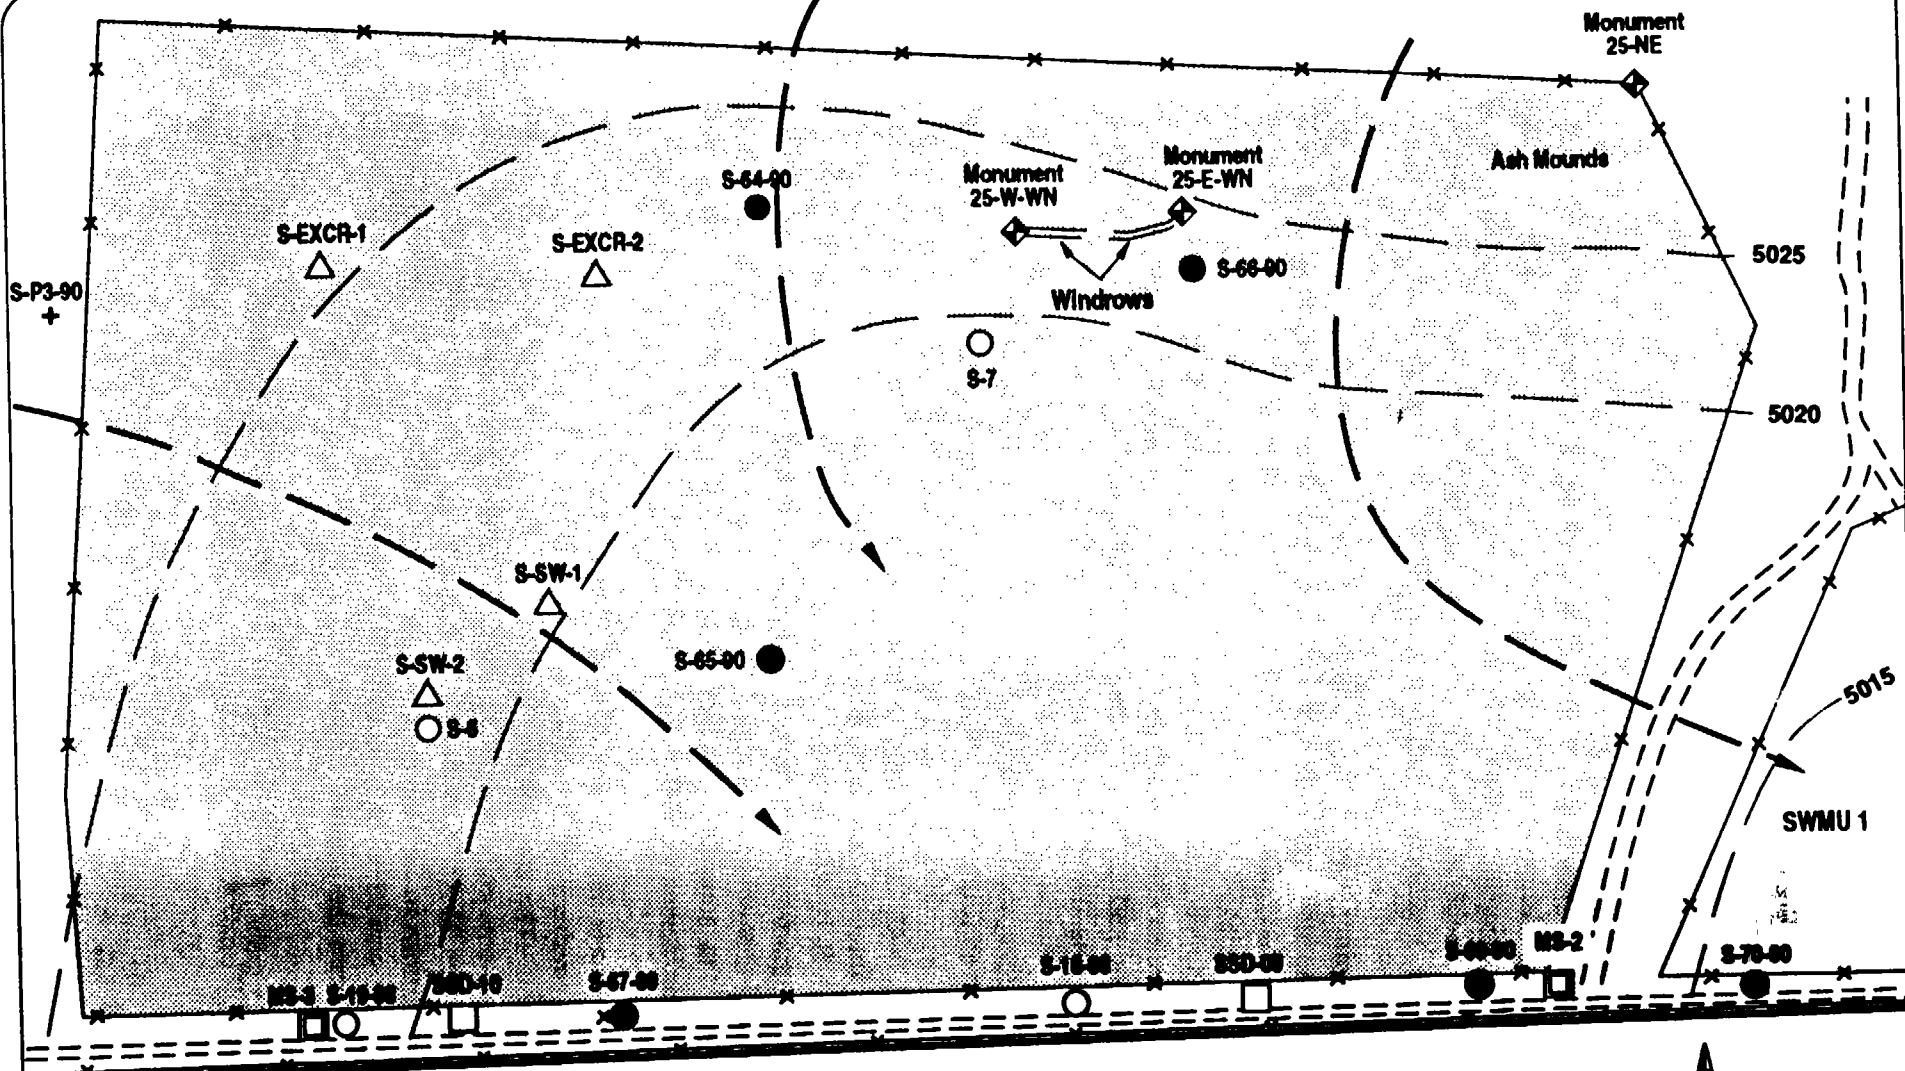 Monument
25-NE
Ash Mounds
Monument
25-E-WN
Monument
25-W-WN
S-64-90
S-EXCR-1
S-EXCR-2
5025
S-66-90
S-P3-90
Windrows
S-7
5020
S-SW-1
S-65-90
S-SW-2
S-6
5015
SWMU 1
MS-2
S-70-90
MS-3